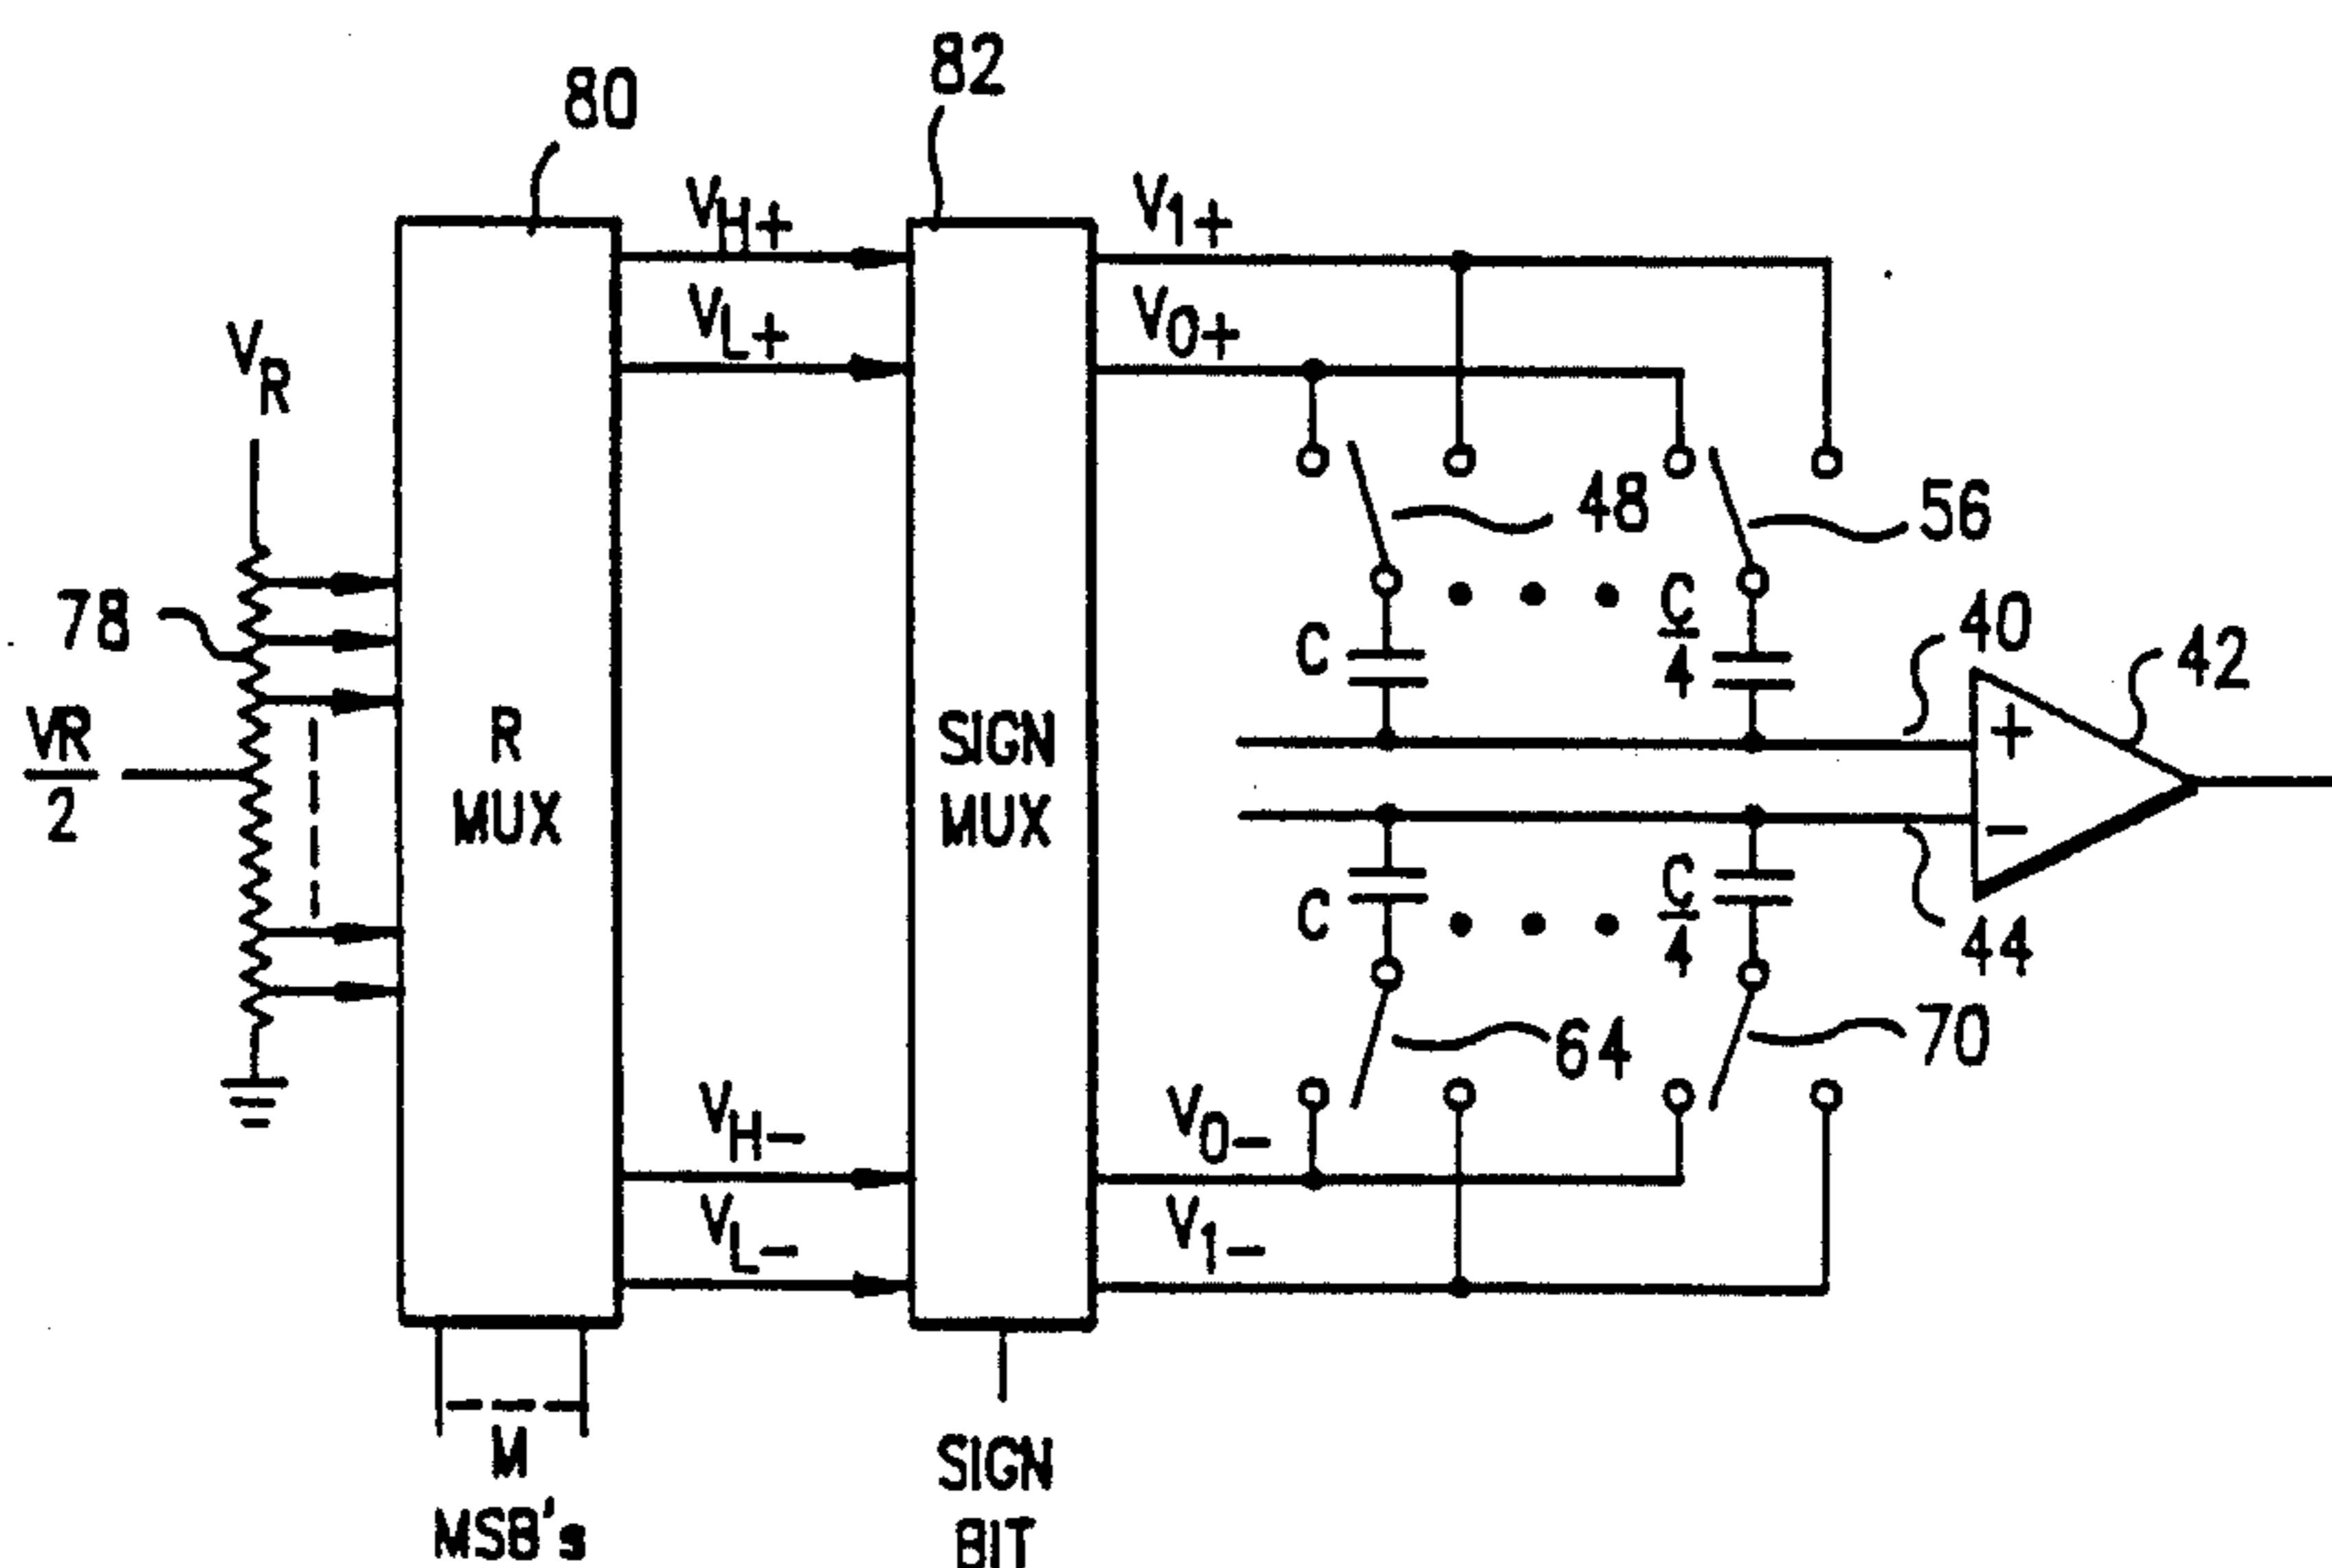 82
80
VH+
V1+
VL+
V0+
VR
48
56
78
C
C/4
40
42
VR/2
R
MUX
SIGN
MUX
+
-
C
C/4
44
64
70
VH-
V0-
VL-
V1-
M
MSB's
SIGN
BIT